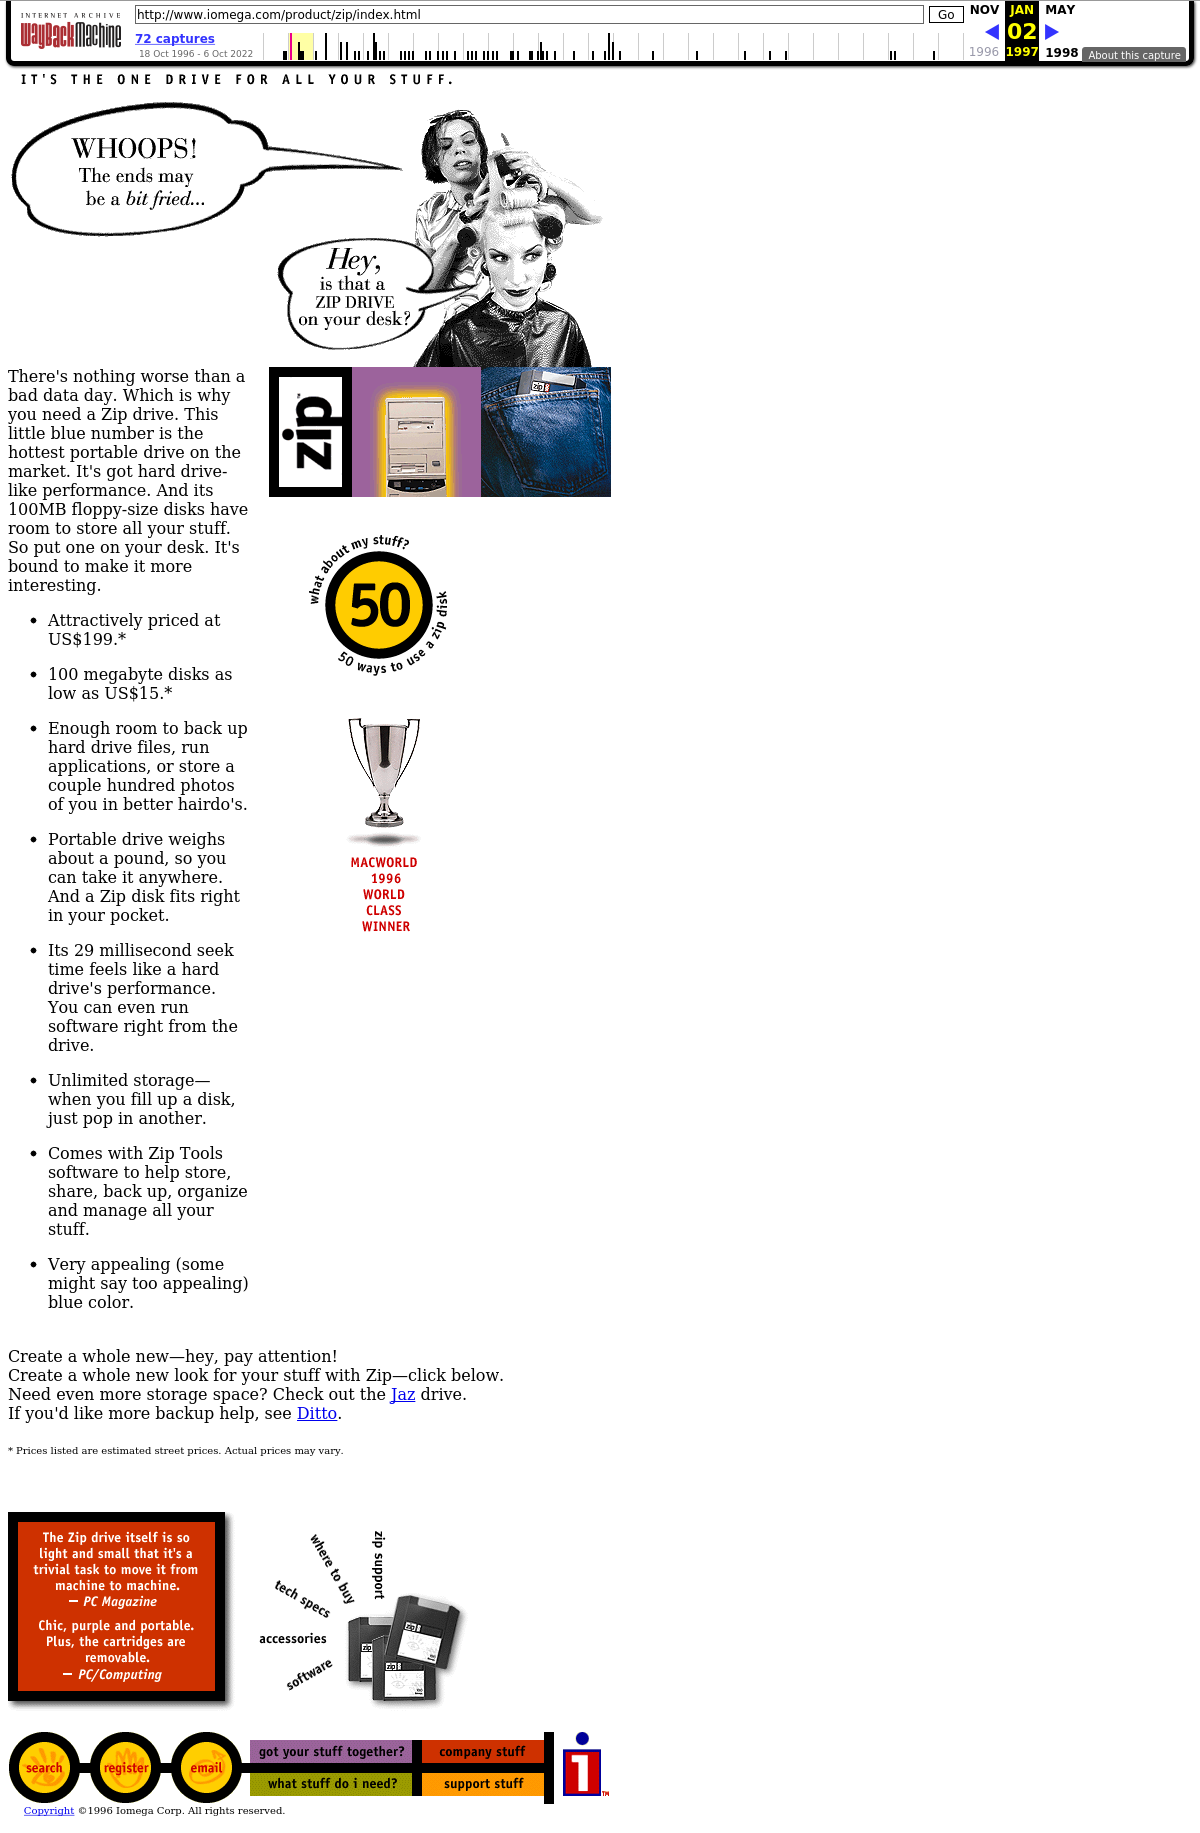 INTERNET ARCHIVE
WayBackMachine
http://www.iomega.com/product/zip/index.html
Go
72 captures
18 Oct 1996 - 6 Oct 2022
NOV
JAN
MAY
02
1996
1997
1998
About this capture
IT'S THE ONE DRIVE FOR ALL YOUR STUFF.
WHOOPS!
The ends may
be a bit fried...
Hey,
is that a
ZIP DRIVE
on your desk?
There's nothing worse than a
bad data day. Which is why
you need a Zip drive. This
little blue number is the
hottest portable drive on the
market. It's got hard drive-
like performance. And its
100MB floppy-size disks have
room to store all your stuff.
So put one on your desk. It's
bound to make it more
interesting.
zip
zip
what about my stuff?
50
50 ways to use a zip disk
MACWORLD
1996
WORLD
CLASS
WINNER
• Attractively priced at
US$199.*
• 100 megabyte disks as
low as US$15.*
• Enough room to back up
hard drive files, run
applications, or store a
couple hundred photos
of you in better hairdo's.
• Portable drive weighs
about a pound, so you
can take it anywhere.
And a Zip disk fits right
in your pocket.
• Its 29 millisecond seek
time feels like a hard
drive's performance.
You can even run
software right from the
drive.
• Unlimited storage—
when you fill up a disk,
just pop in another.
• Comes with Zip Tools
software to help store,
share, back up, organize
and manage all your
stuff.
• Very appealing (some
might say too appealing)
blue color.
Create a whole new—hey, pay attention!
Create a whole new look for your stuff with Zip—click below.
Need even more storage space? Check out the Jaz drive.
If you'd like more backup help, see Ditto.
* Prices listed are estimated street prices. Actual prices may vary.
The Zip drive itself is so
light and small that it's a
trivial task to move it from
machine to machine.
— PC Magazine
Chic, purple and portable.
Plus, the cartridges are
removable.
— PC/Computing
zip support
where to buy
tech specs
accessories
software
zip
zip
zip
search
register
email
got your stuff together?
company stuff
what stuff do i need?
support stuff
i
TM
Copyright ©1996 Iomega Corp. All rights reserved.